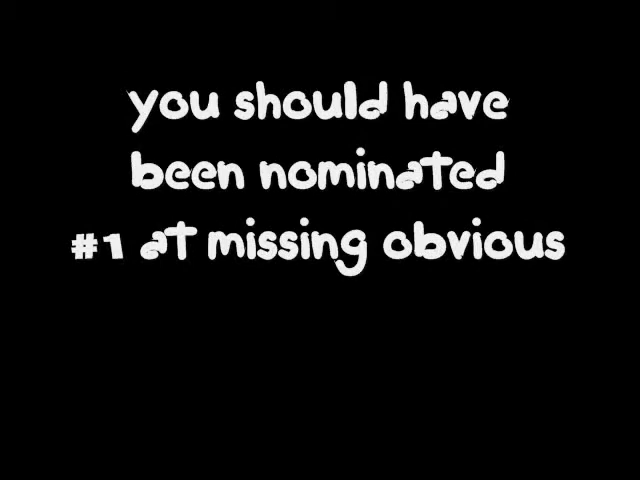 you should have
been nominated
#1 at missing obvious